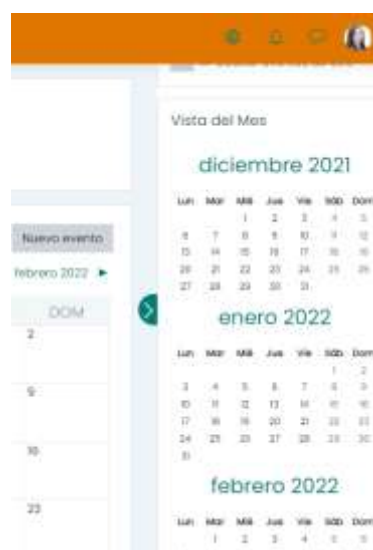 Vista del Mes
diciembre 2021
Lun Mar Mié Jue Vie Sáb Dom
1 2 3 4 5
6 7 8 9 10 11 12
13 14 15 16 17 18 19
20 21 22 23 24 25 26
27 28 29 30 31
enero 2022
Lun Mar Mié Jue Vie Sáb Dom
1 2
3 4 5 6 7 8 9
10 11 12 13 14 15 16
17 18 19 20 21 22 23
24 25 26 27 28 29 30
31
febrero 2022
Lun Mar Mié Jue Vie Sáb Dom
1 2 3 4 5 6
Nuevo evento
febrero 2022 ►
DOM
2
9
16
23